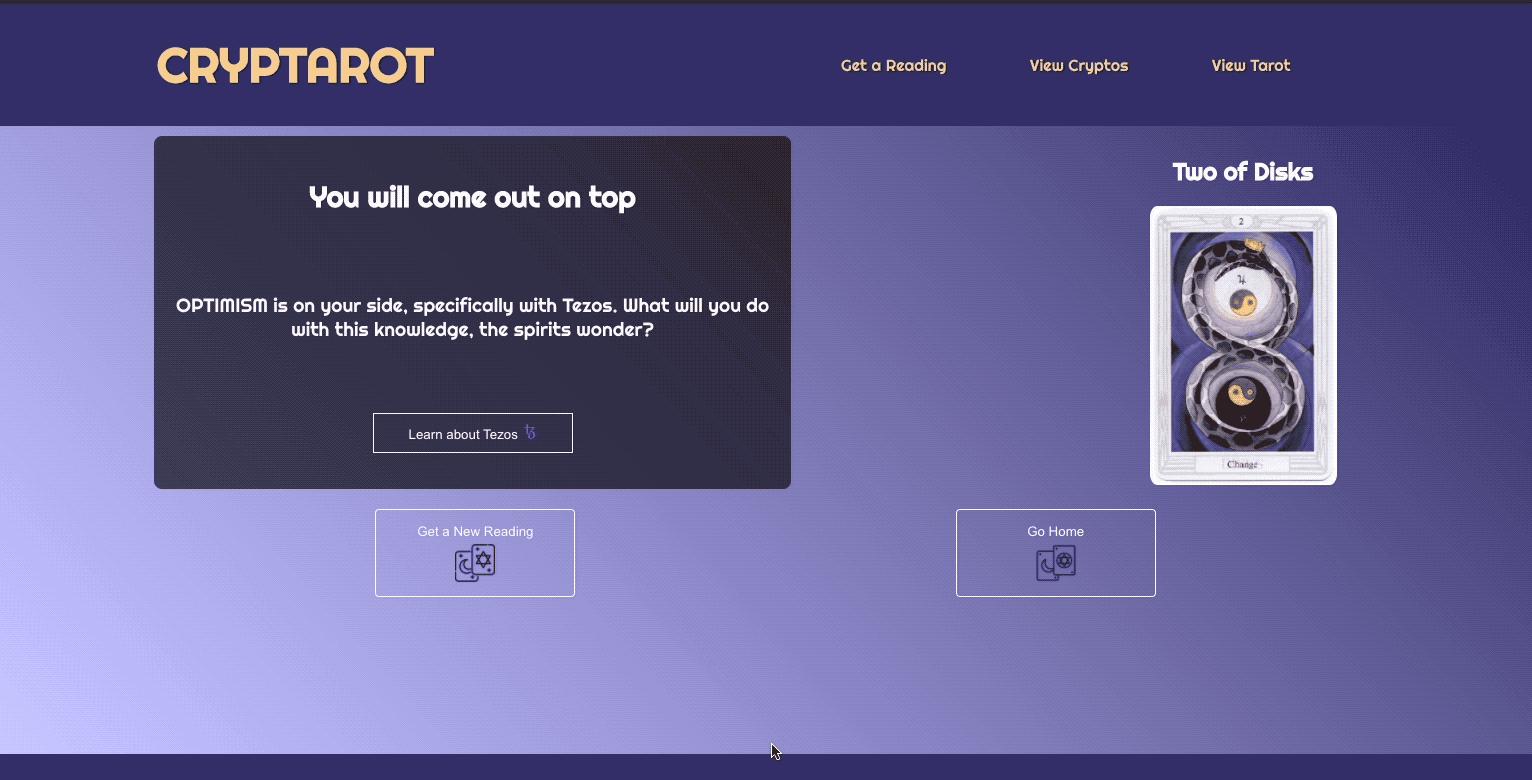 CRYPTAROT
Get a Reading
View Cryptos
View Tarot
You will come out on top
OPTIMISM is on your side, specifically with Tezos. What will you do
with this knowledge, the spirits wonder?
Learn about Tezos
Two of Disks
2
Change
Get a New Reading
Go Home